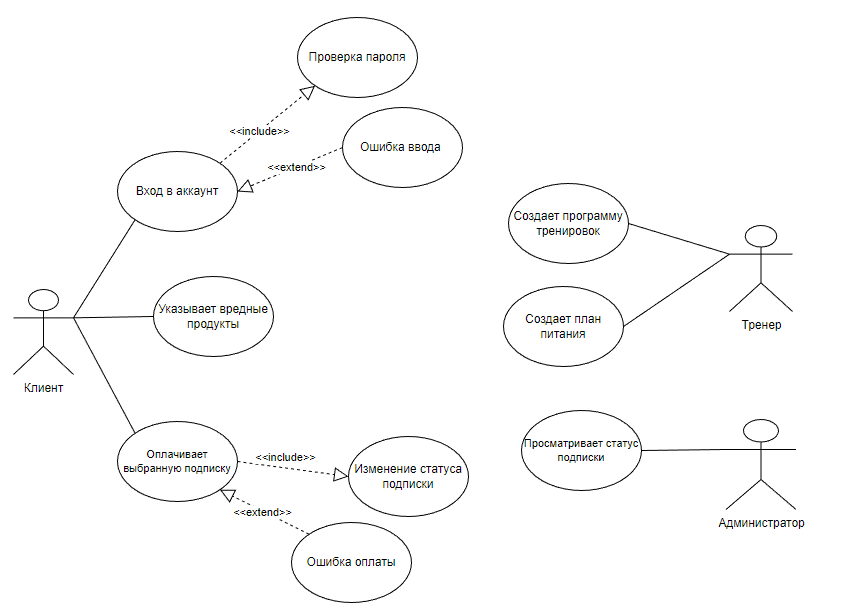 Проверка пароля
<<include>>
Ошибка ввода
<<extend>>
Вход в аккаунт
Указывает вредные
продукты
Клиент
Оплачивает
выбранную подписку
<<include>>
Изменение статуса
подписки
<<extend>>
Ошибка оплаты
Создает программу
тренировок
Создает план
питания
Тренер
Просматривает статус
подписки
Администратор